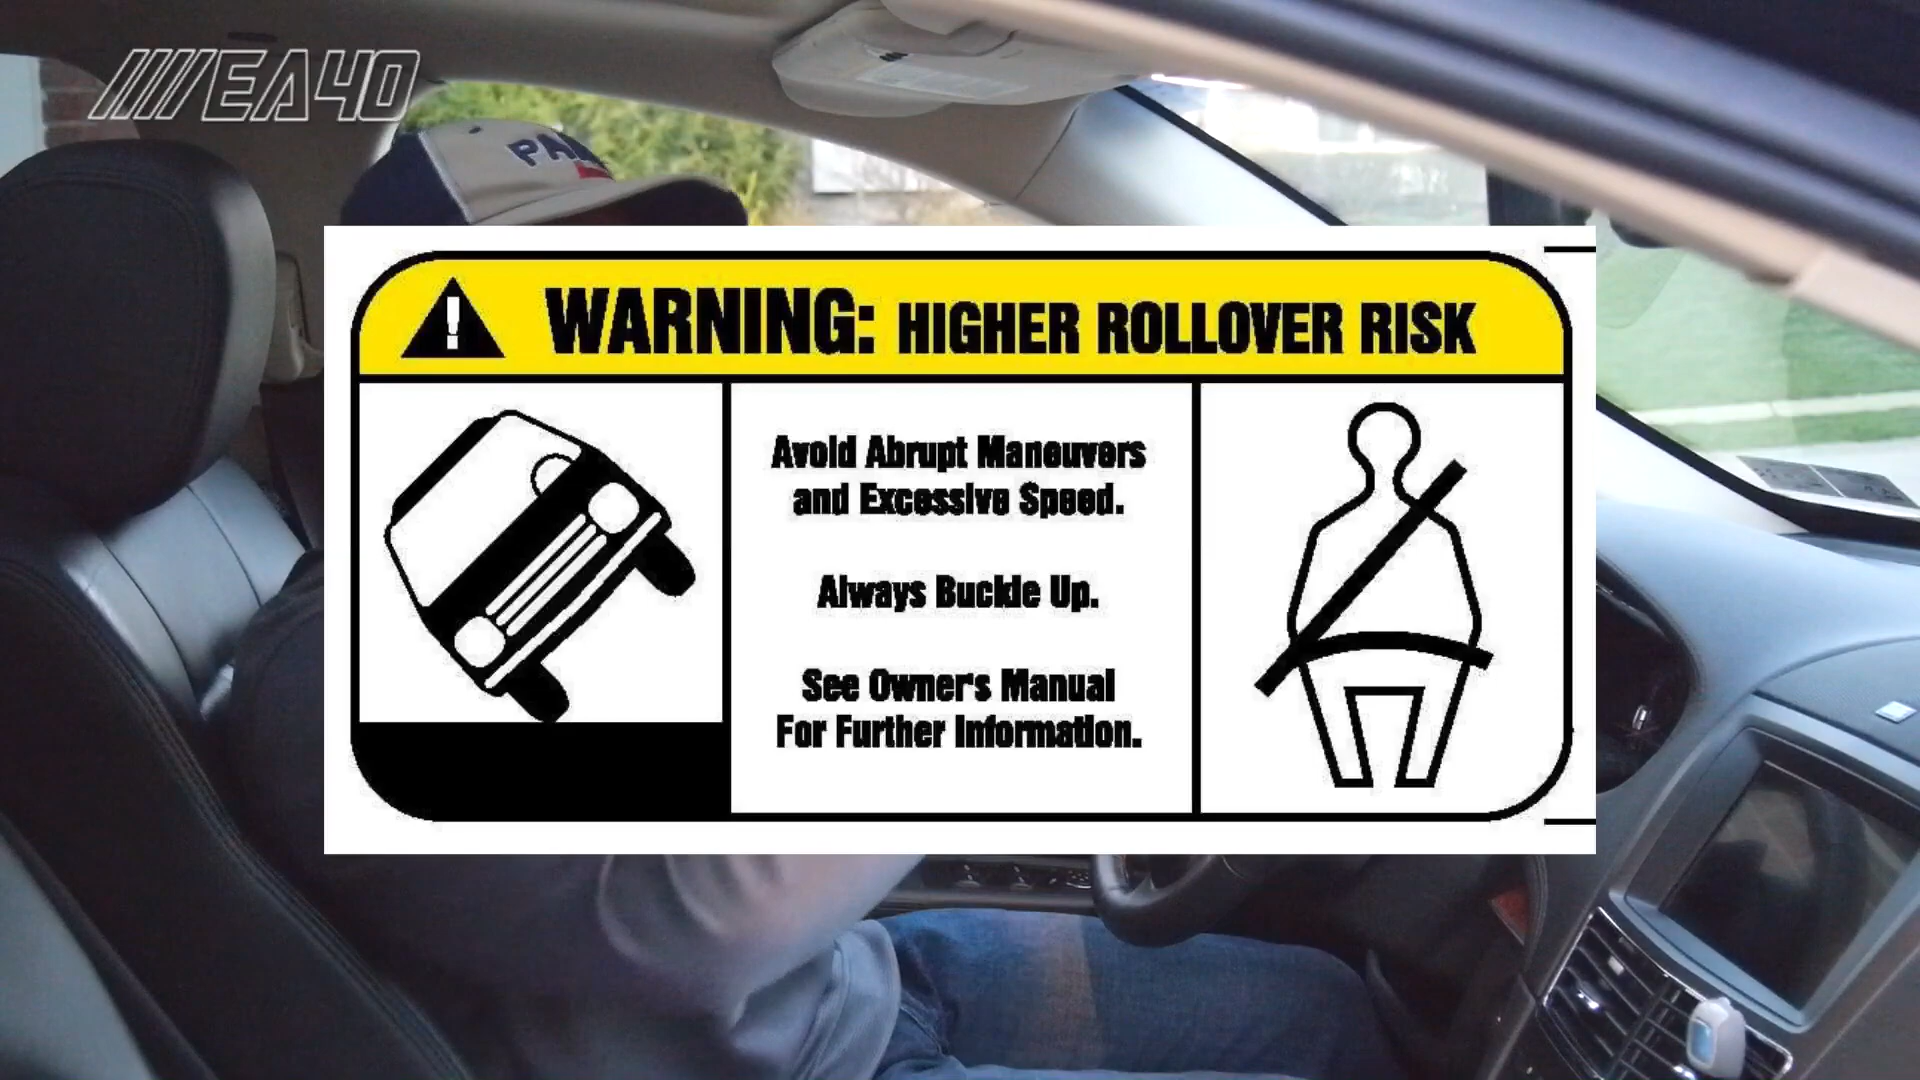 ////EA40
WARNING: HIGHER ROLLOVER RISK
Avoid Abrupt Maneuvers
and Excessive Speed.
Always Buckle Up.
See Owner's Manual
For Further Information.